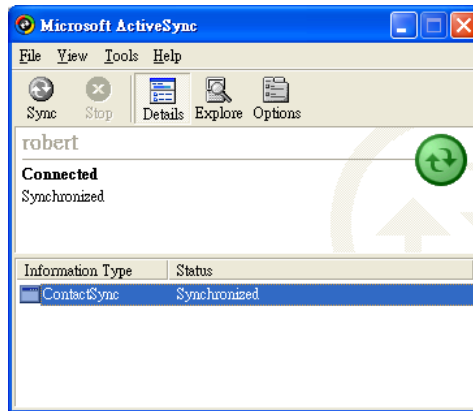 Microsoft ActiveSync
File View Tools Help
Sync Stop Details Explore Options
robert
Connected
Synchronized
Information Type Status
ContactSync Synchronized